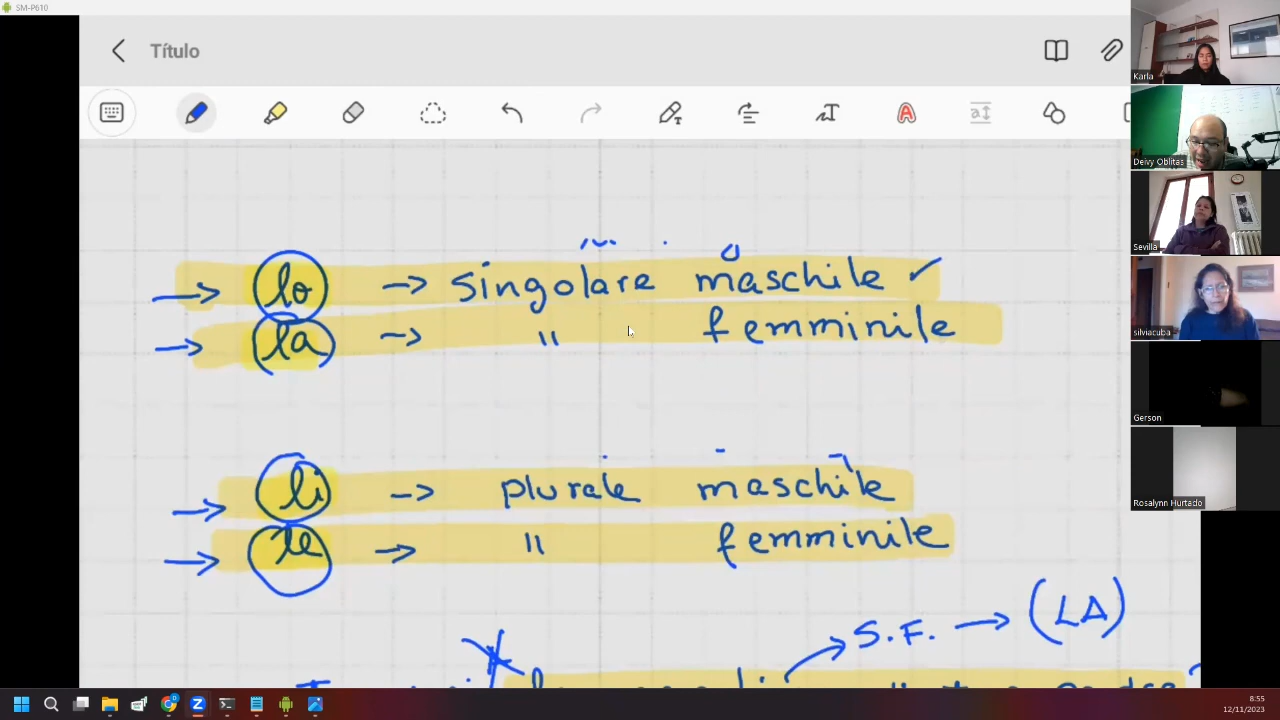 SM-P610
Título
lo -> singolare maschile ✓
la -> " femminile
li -> plurale maschile
le -> " femminile
S.F. -> (LA)
Karla
Deivy Oblitas
Sevilla
silviacuba
Gerson
Rosalynn Hurtado
8:55
12/11/2023